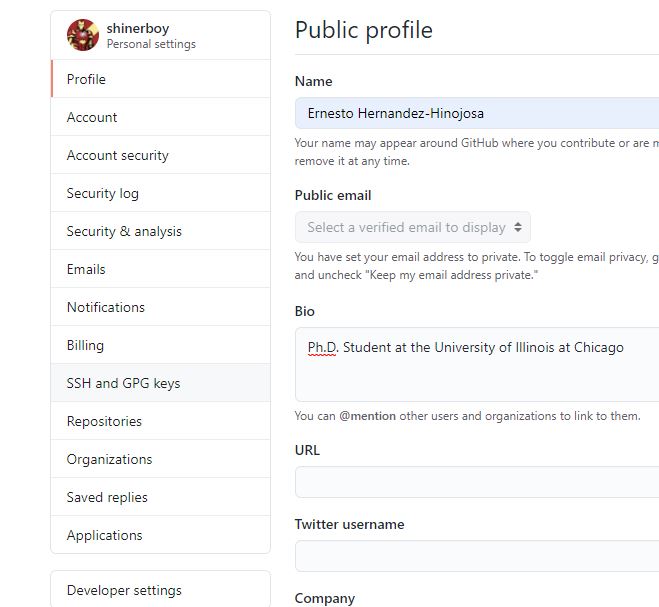 shinerboy
Personal settings
Profile
Account
Account security
Security log
Security & analysis
Emails
Notifications
Billing
SSH and GPG keys
Repositories
Organizations
Saved replies
Applications
Developer settings
Public profile
Name
Ernesto Hernandez-Hinojosa
Your name may appear around GitHub where you contribute or are
remove it at any time.
Public email
Select a verified email to display
You have set your email address to private. To toggle email privacy,
and uncheck "Keep my email address private."
Bio
Ph.D. Student at the University of Illinois at Chicago
You can @mention other users and organizations to link to them.
URL
Twitter username
Company